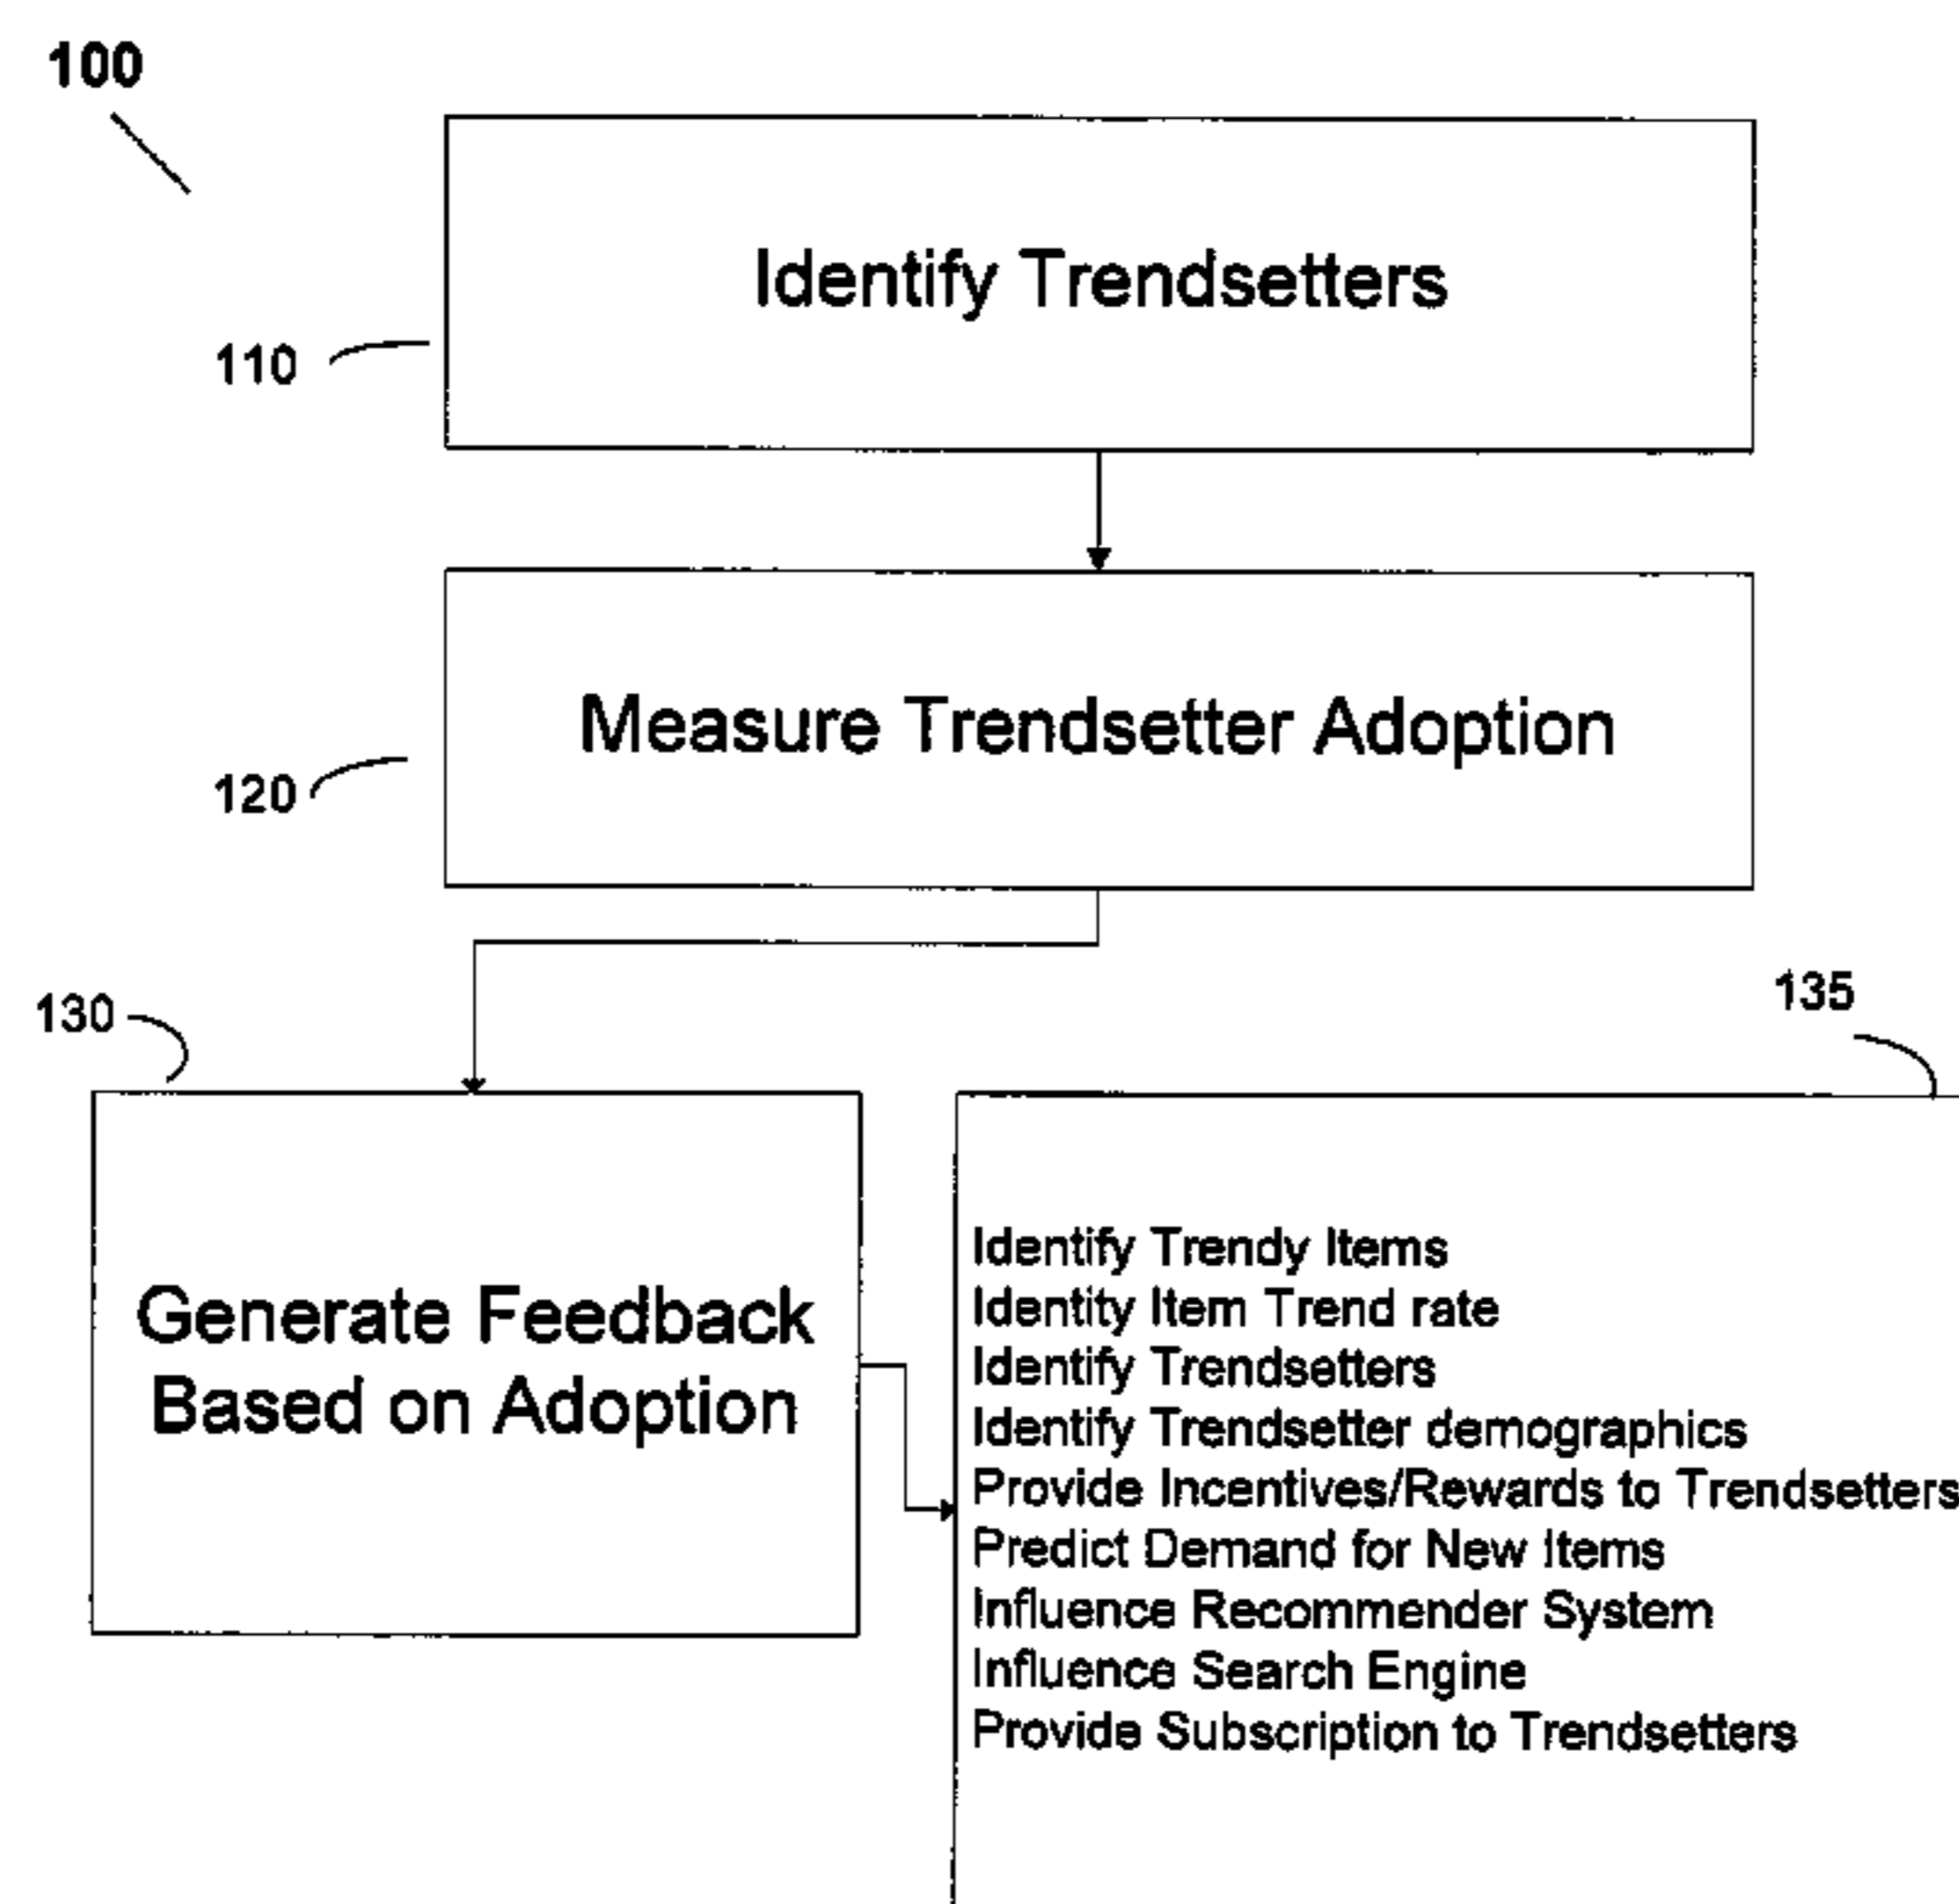 100
Identify Trendsetters
110
Measure Trendsetter Adoption
120
130
135
Generate Feedback
Based on Adoption
Identify Trendy Items
Identity Item Trend rate
Identify Trendsetters
Identify Trendsetter demographics
Provide Incentives/Rewards to Trendsetters
Predict Demand for New Items
Influence Recommender System
Influence Search Engine
Provide Subscription to Trendsetters